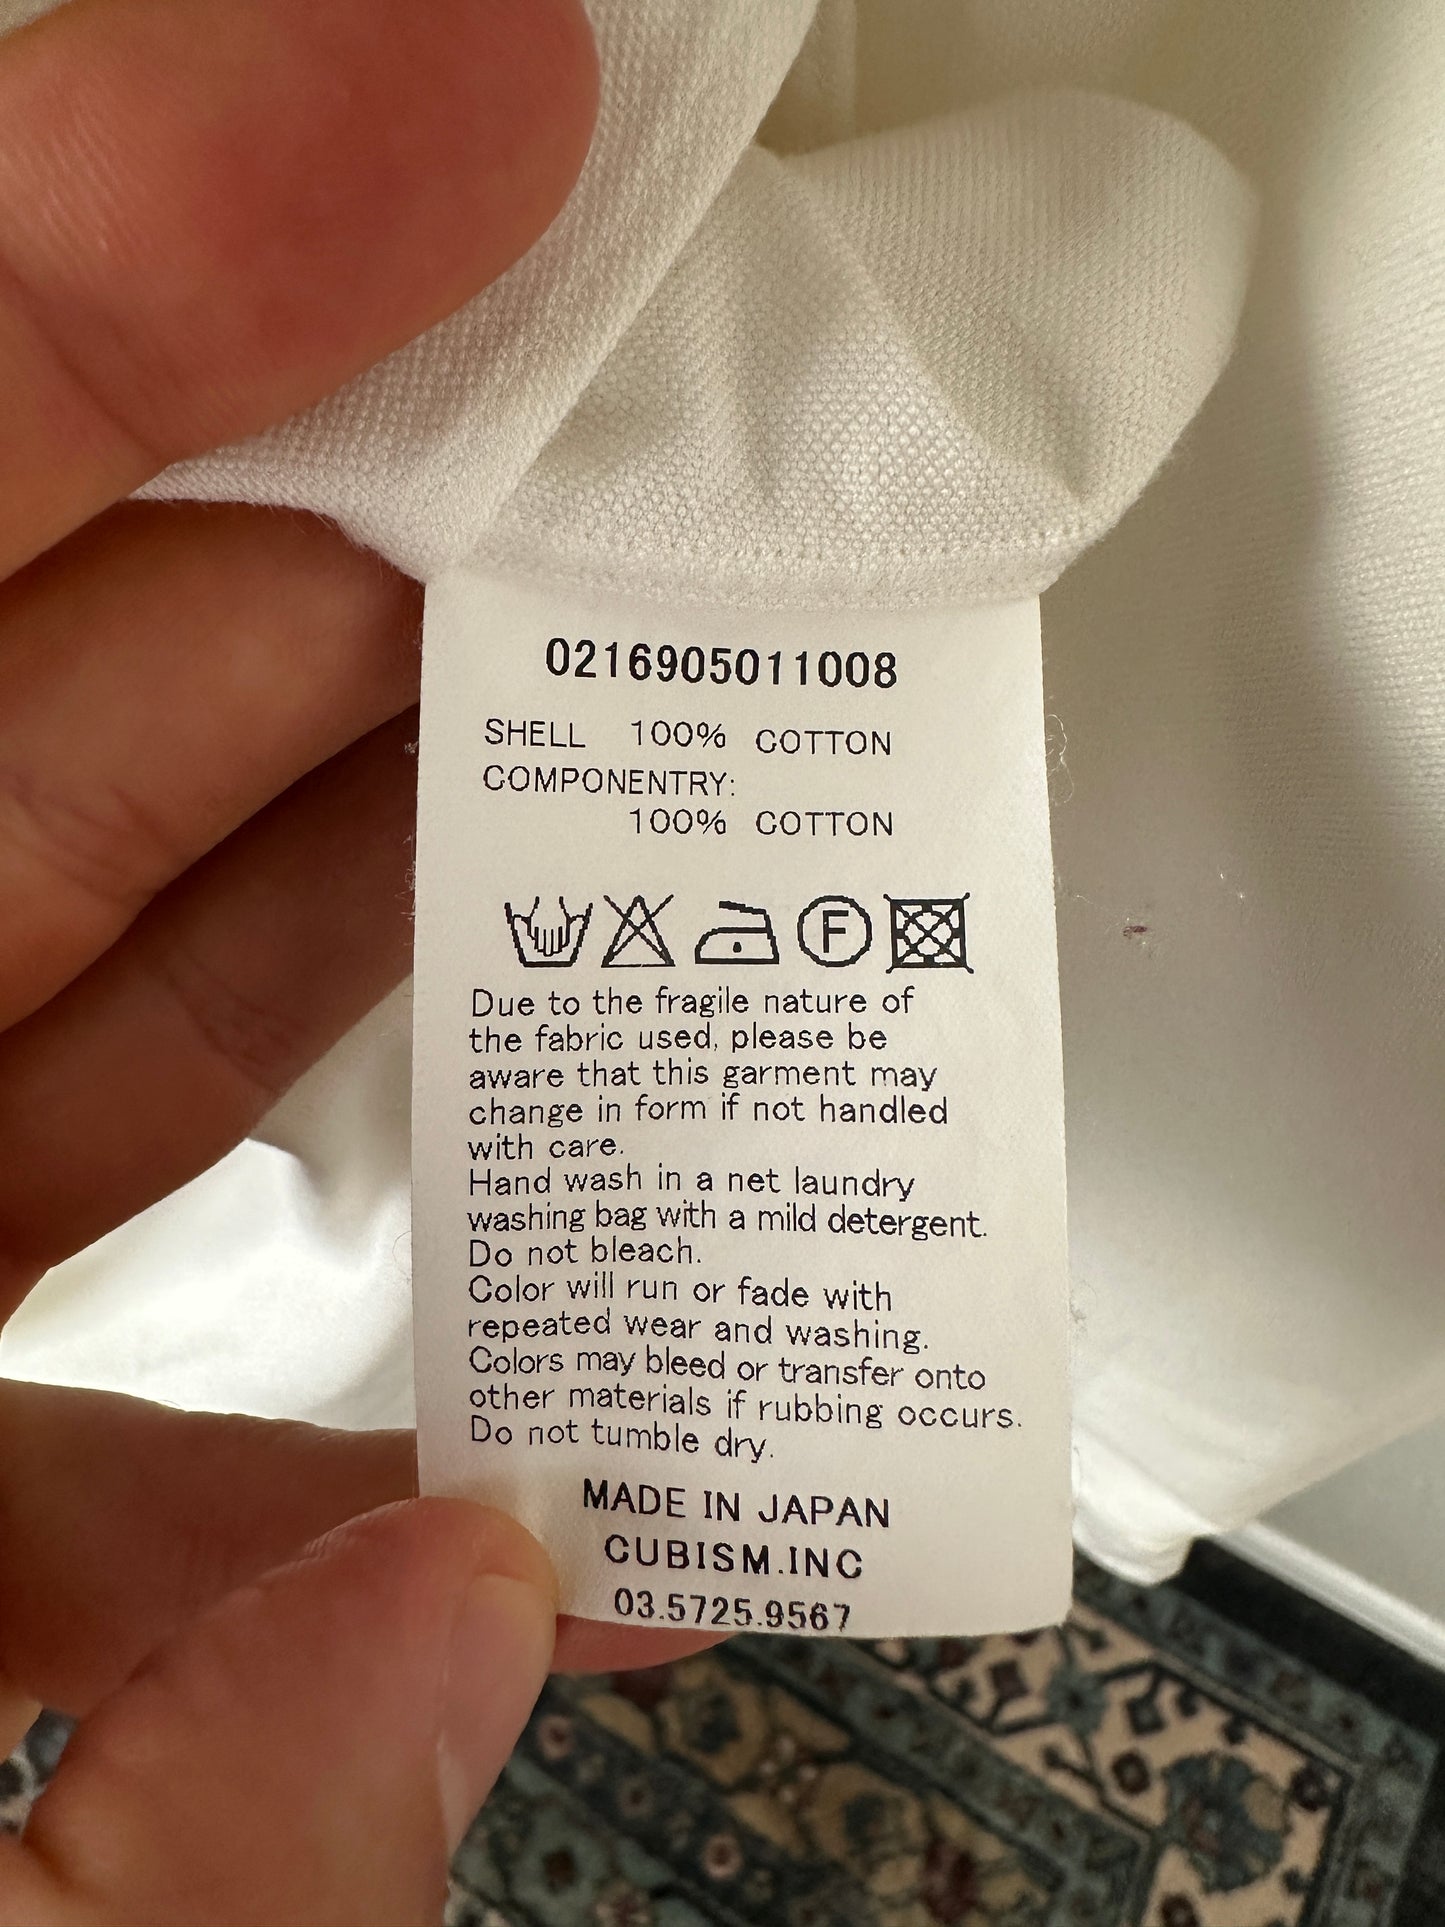 0216905011008
SHELL 100% COTTON
COMPONENTRY:
100% COTTON
F
Due to the fragile nature of
the fabric used, please be
aware that this garment may
change in form if not handled
with care.
Hand wash in a net laundry
washing bag with a mild detergent.
Do not bleach.
Color will run or fade with
repeated wear and washing.
Colors may bleed or transfer onto
other materials if rubbing occurs.
Do not tumble dry.
MADE IN JAPAN
CUBISM.INC
03.5725.9567